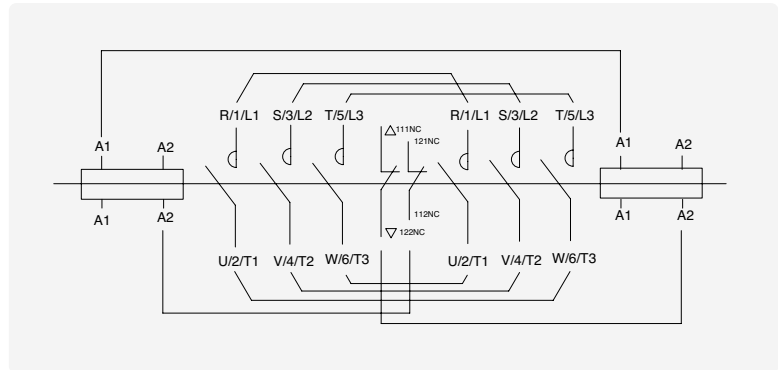 R/1/L1 S/3/L2 T/5/L3 R/1/L1 S/3/L2 T/5/L3
111NC
121NC
A1 A2 A1 A2
A1 A2 A1 A2
112NC
122NC
U/2/T1 V/4/T2 W/6/T3 U/2/T1 V/4/T2 W/6/T3